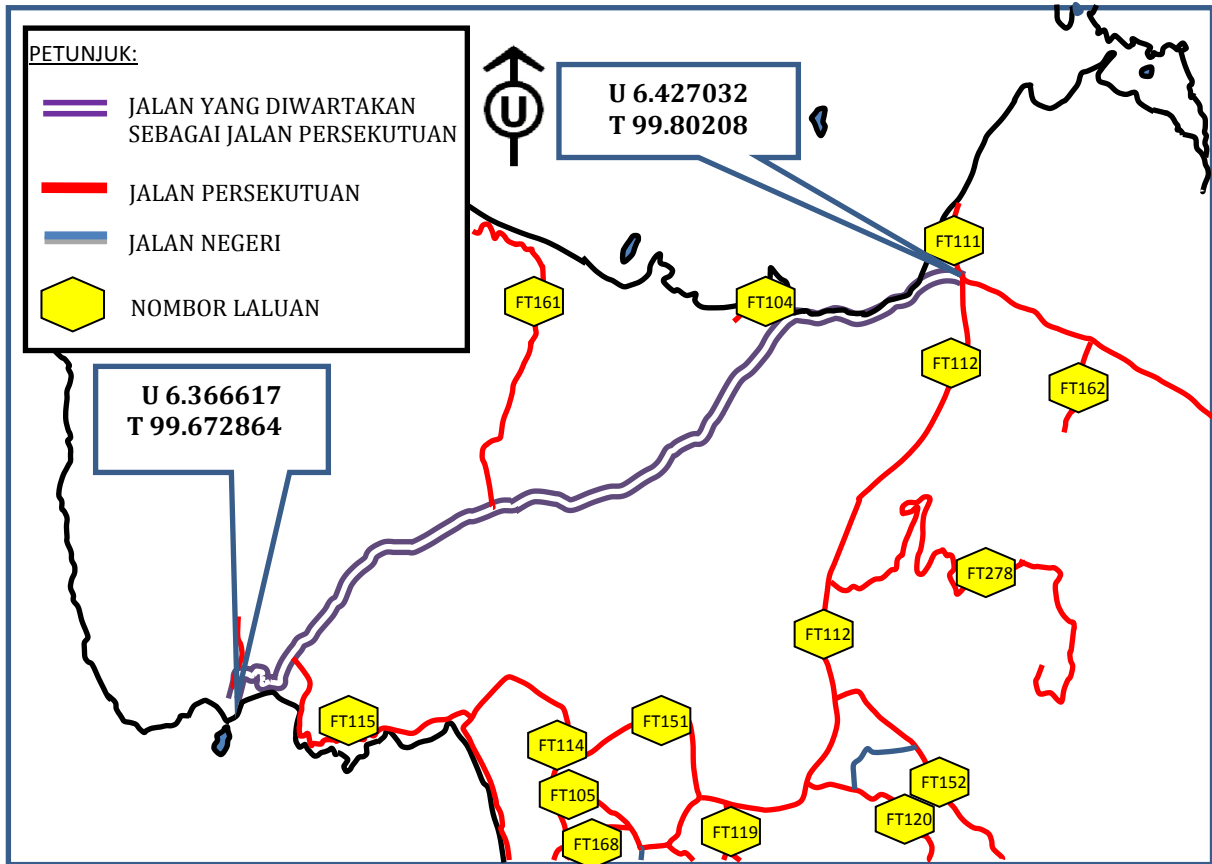 PETUNJUK:
JALAN YANG DIWARTAKAN
SEBAGAI JALAN PERSEKUTUAN
JALAN PERSEKUTUAN
JALAN NEGERI
NOMBOR LALUAN
U
U 6.427032
T 99.80208
U 6.366617
T 99.672864
FT111
FT161
FT104
FT112
FT162
FT278
FT112
FT115
FT151
FT114
FT105
FT152
FT120
FT119
FT168